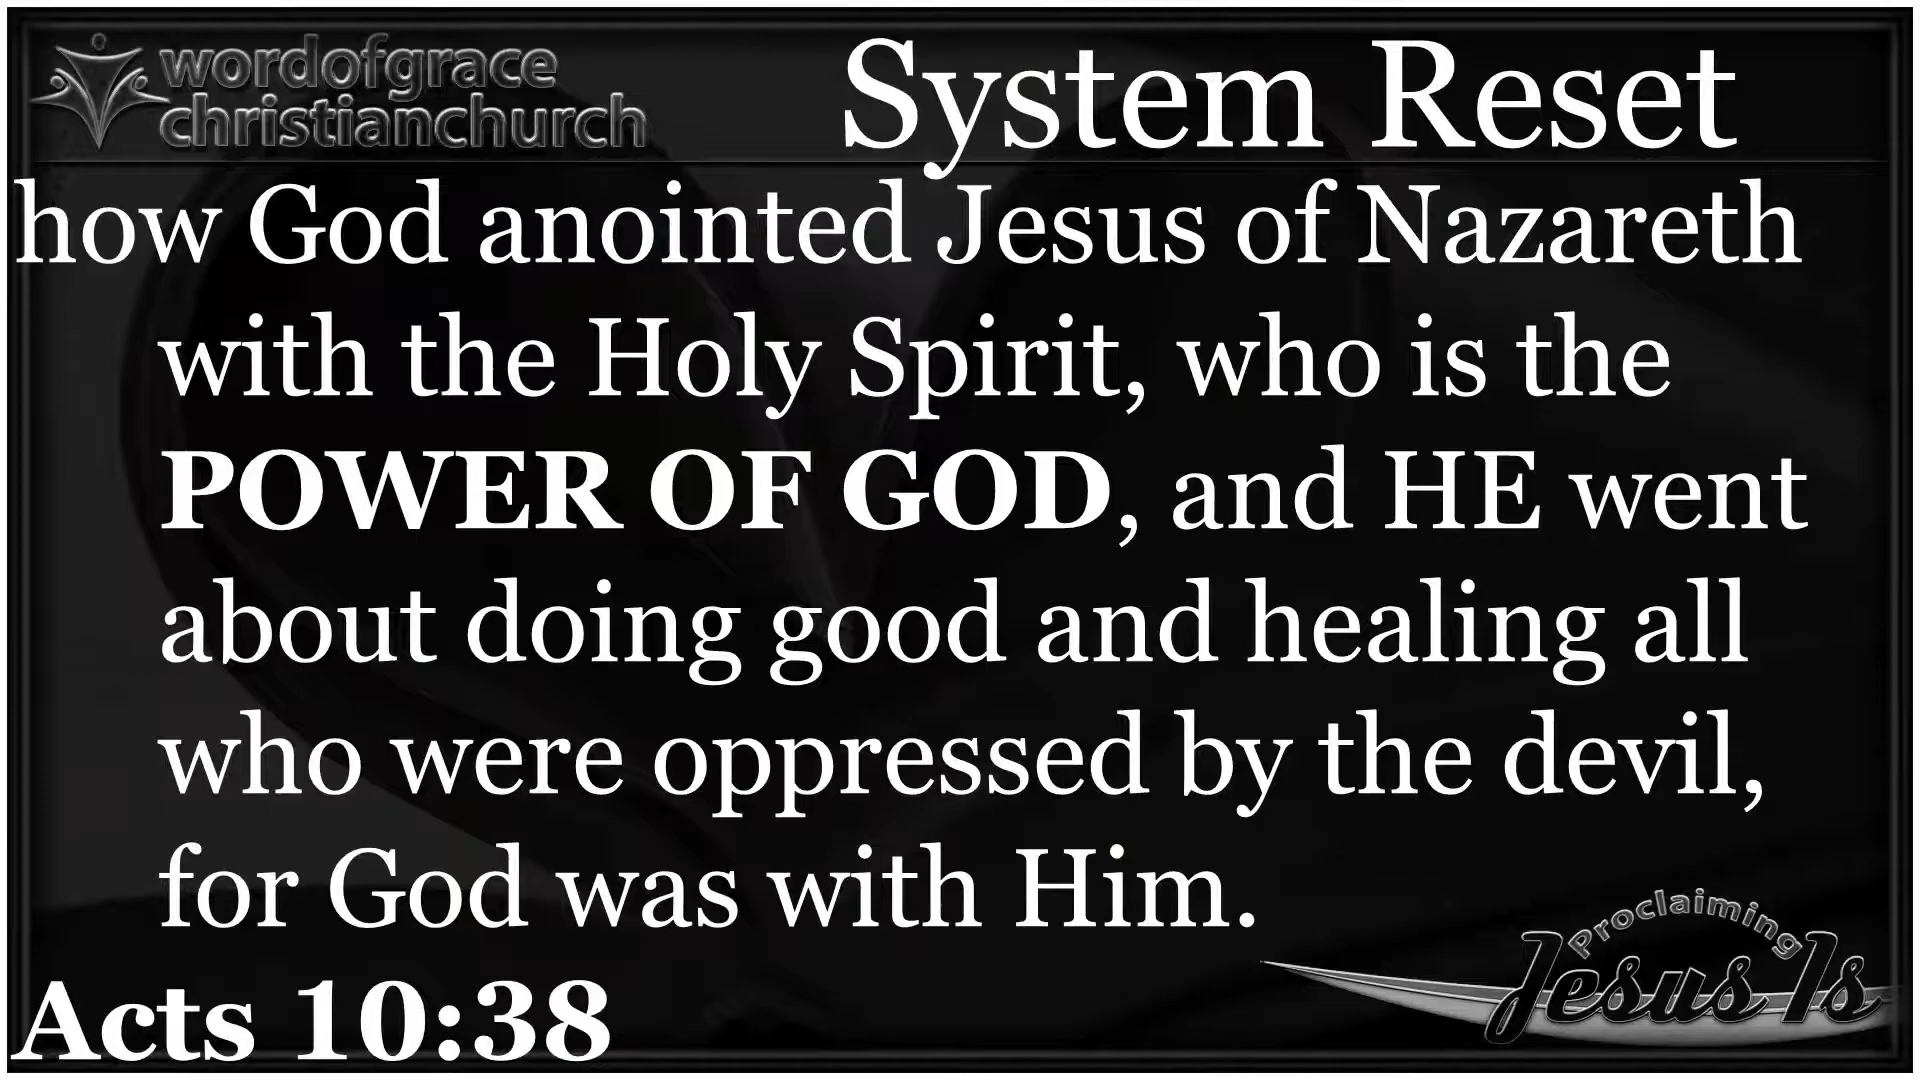 wordofgrace
christianchurch
System Reset
how God anointed Jesus of Nazareth
with the Holy Spirit, who is the
POWER OF GOD, and HE went
about doing good and healing all
who were oppressed by the devil,
for God was with Him.
Acts 10:38
Proclaiming
Jesus Is